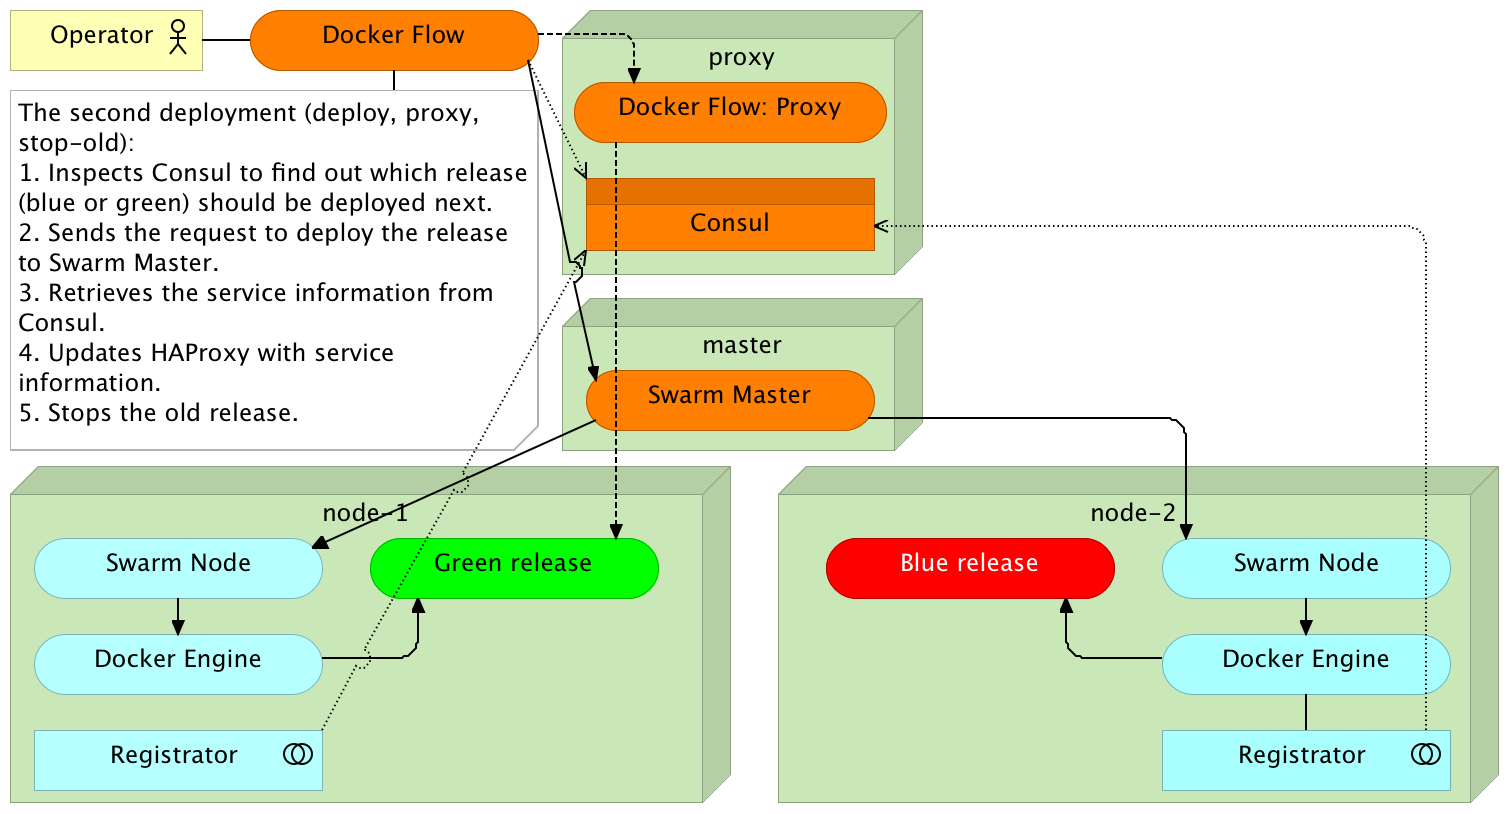 Operator
Docker Flow
proxy
Docker Flow: Proxy
The second deployment (deploy, proxy,
stop-old):
1. Inspects Consul to find out which release
(blue or green) should be deployed next.
2. Sends the request to deploy the release
to Swarm Master.
3. Retrieves the service information from
Consul.
4. Updates HAProxy with service
information.
5. Stops the old release.
Consul
master
Swarm Master
node-1
Swarm Node
Green release
Docker Engine
Registrator
node-2
Blue release
Swarm Node
Docker Engine
Registrator